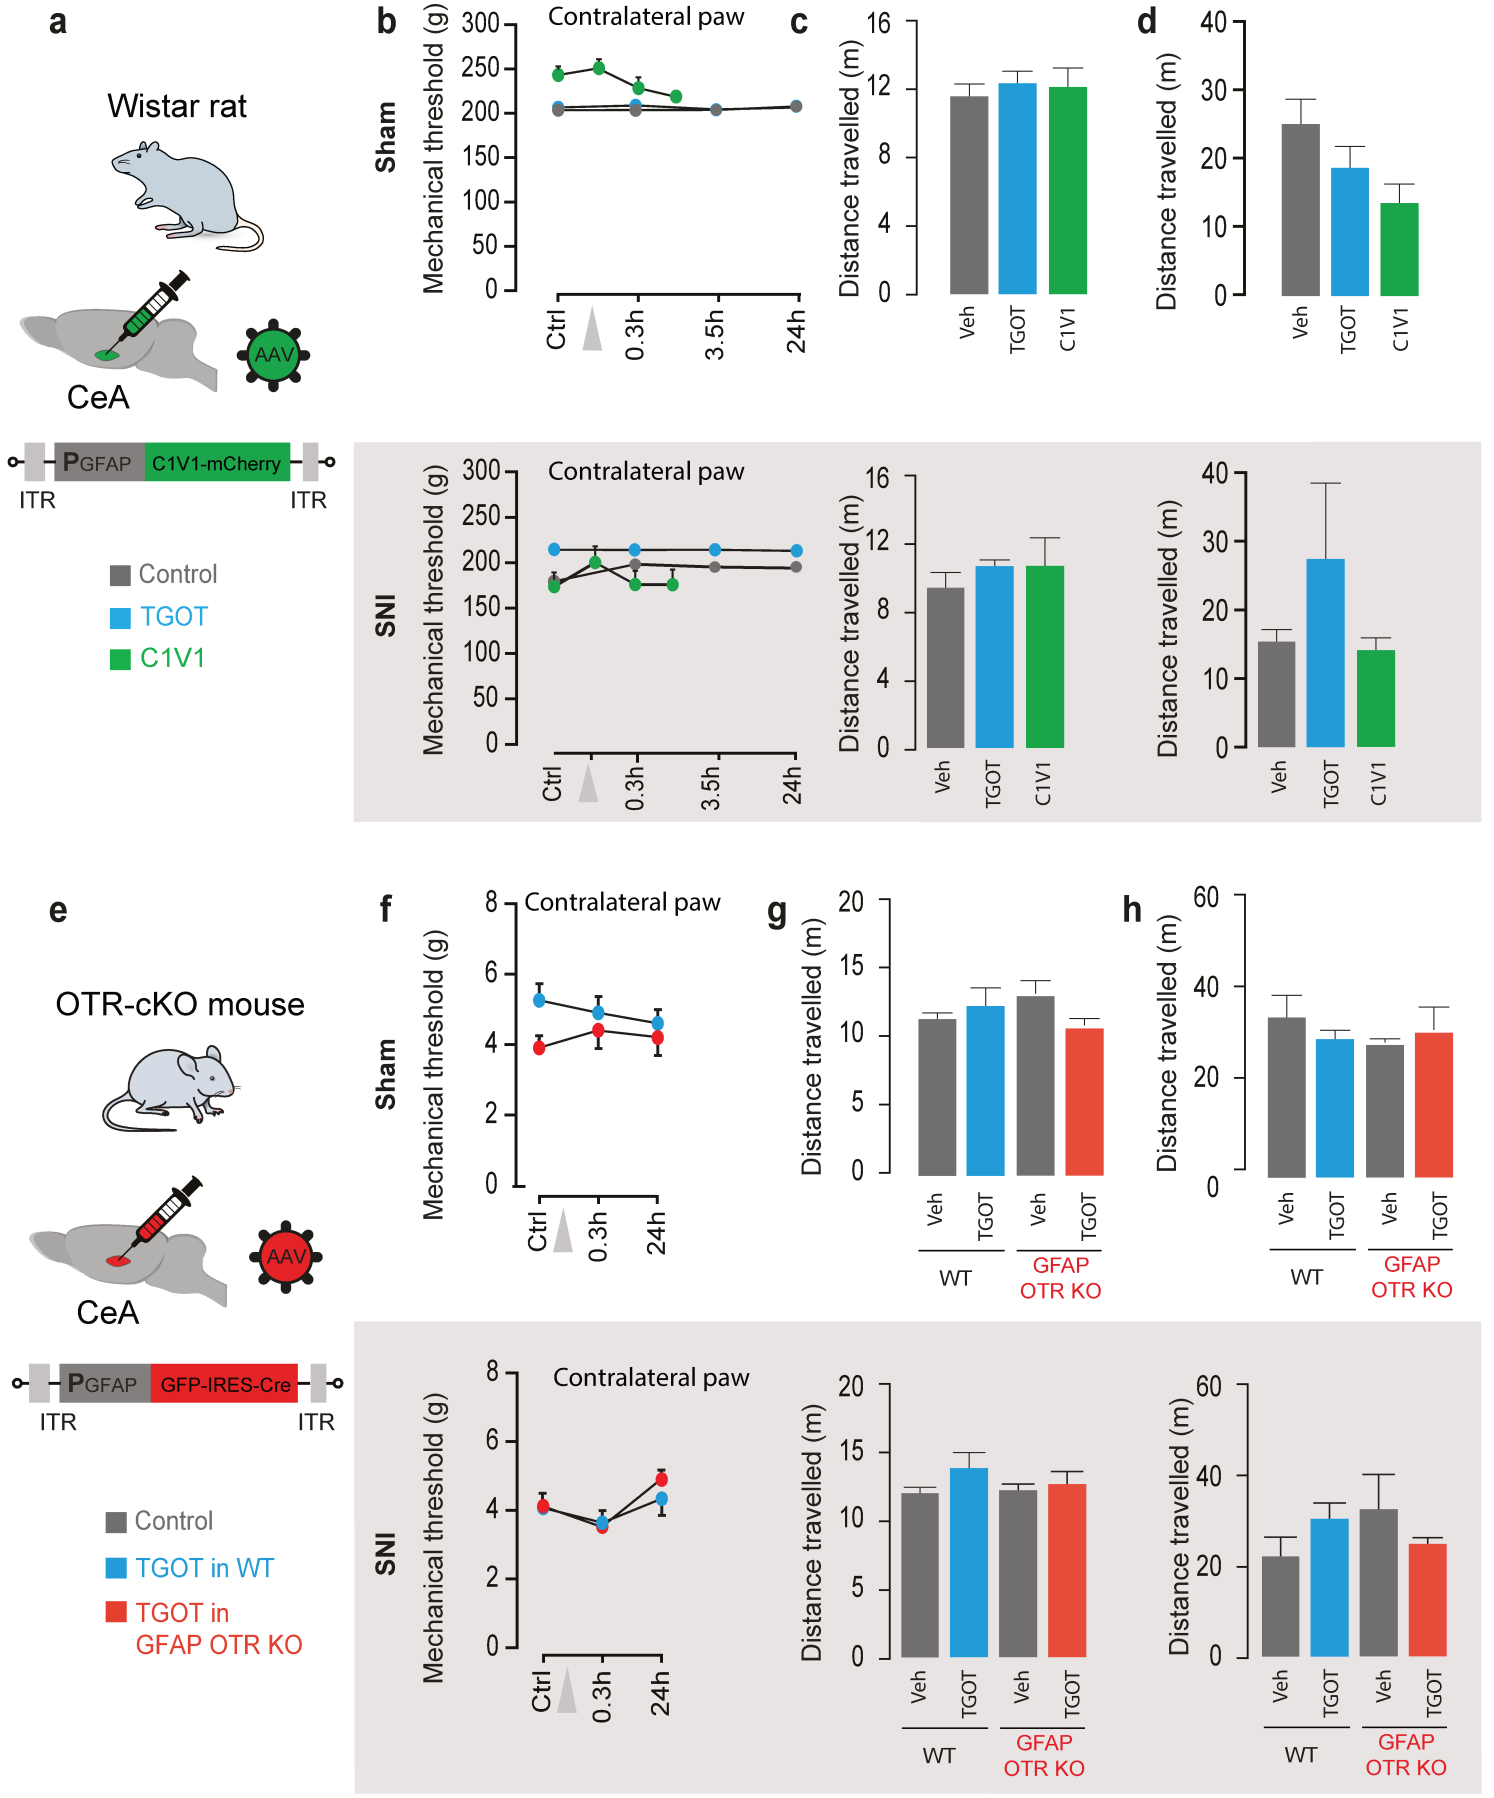 a
Wistar rat
CeA
AAV
PGFAP
C1V1-mCherry
ITR
ITR
Control
TGOT
C1V1
b
Sham
Mechanical threshold (g)
Contralateral paw
300
250
200
150
100
50
0
Ctrl
0.3h
3.5h
24h
c
Distance travelled (m)
16
12
8
4
0
Veh
TGOT
C1V1
d
Distance travelled (m)
40
30
20
10
0
Veh
TGOT
C1V1
SNI
Mechanical threshold (g)
Contralateral paw
300
250
200
150
100
50
0
Ctrl
0.3h
3.5h
24h
Distance travelled (m)
16
12
8
4
0
Veh
TGOT
C1V1
Distance travelled (m)
40
30
20
10
0
Veh
TGOT
C1V1
e
OTR-cKO mouse
CeA
AAV
PGFAP
GFP-IRES-Cre
ITR
ITR
Control
TGOT in WT
TGOT in
GFAP OTR KO
f
Sham
Mechanical threshold (g)
Contralateral paw
8
6
4
2
0
Ctrl
0.3h
24h
g
Distance travelled (m)
20
15
10
5
0
Veh
TGOT
Veh
TGOT
WT
GFAP
OTR KO
h
Distance travelled (m)
60
40
20
0
Veh
TGOT
Veh
TGOT
WT
GFAP
OTR KO
SNI
Mechanical threshold (g)
Contralateral paw
8
6
4
2
0
Ctrl
0.3h
24h
Distance travelled (m)
20
15
10
5
0
Veh
TGOT
Veh
TGOT
WT
GFAP
OTR KO
Distance travelled (m)
60
40
20
0
Veh
TGOT
Veh
TGOT
WT
GFAP
OTR KO